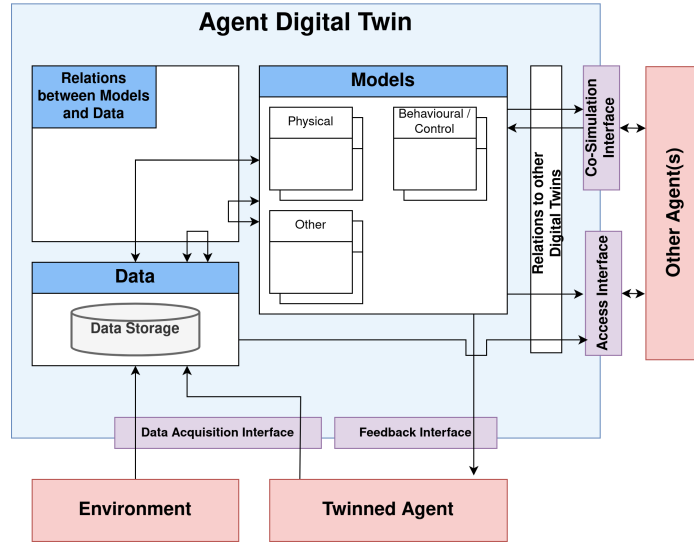 Agent Digital Twin
Relations
between Models
and Data
Models
Physical
Behavioural /
Control
Other
Data
Data Storage
Relations to other
Digital Twins
Co-Simulation
Interface
Access Interface
Other Agent(s)
Data Acquisition Interface
Feedback Interface
Environment
Twinned Agent